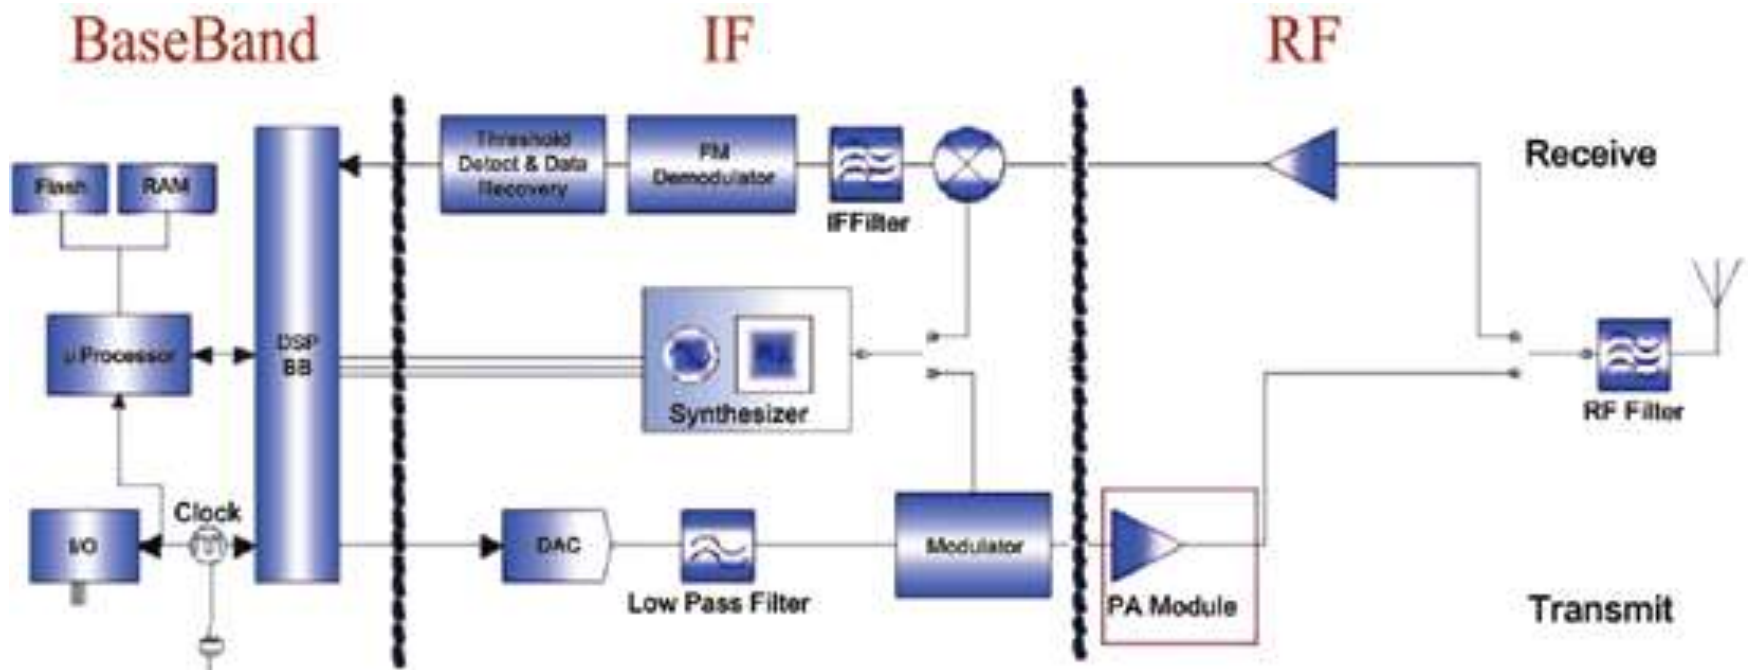 BaseBand
IF
RF
Threshold
Detect & Data
Recovery
FM
Demodulator
IFFilter
Receive
Flash
RAM
DSP
BB
μ Processor
Synthesizer
RF Filter
Clock
I/O
DAC
Low Pass Filter
Modulator
PA Module
Transmit